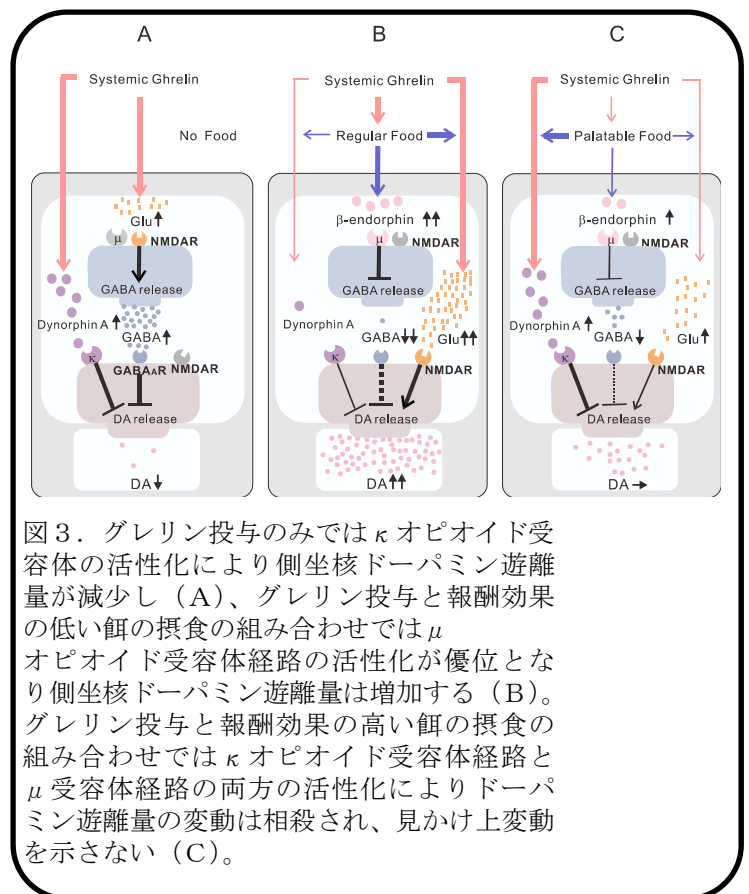 A B C
Systemic Ghrelin Systemic Ghrelin Systemic Ghrelin
No Food Regular Food Palatable Food
Glu↑ β-endorphin ↑↑ β-endorphin ↑
μ NMDAR μ NMDAR μ NMDAR
GABA release GABA release GABA release
Dynorphin A ↑ Dynorphin A Dynorphin A ↑
GABA↑ GABA↓↓ Glu↑↑ GABA↓ Glu↑
κ GABAAR NMDAR κ NMDAR κ NMDAR
DA release DA release DA release
DA↓ DA↑↑ DA→
図3．グレリン投与のみではκオピオイド受
容体の活性化により側坐核ドーパミン遊離
量が減少し（A）、グレリン投与と報酬効果
の低い餌の摂食の組み合わせではμ
オピオイド受容体経路の活性化が優位とな
り側坐核ドーパミン遊離量は増加する（B）。
グレリン投与と報酬効果の高い餌の摂食の
組み合わせではκオピオイド受容体経路と
μ受容体経路の両方の活性化によりドーパ
ミン遊離量の変動は相殺され、見かけ上変動
を示さない（C）。